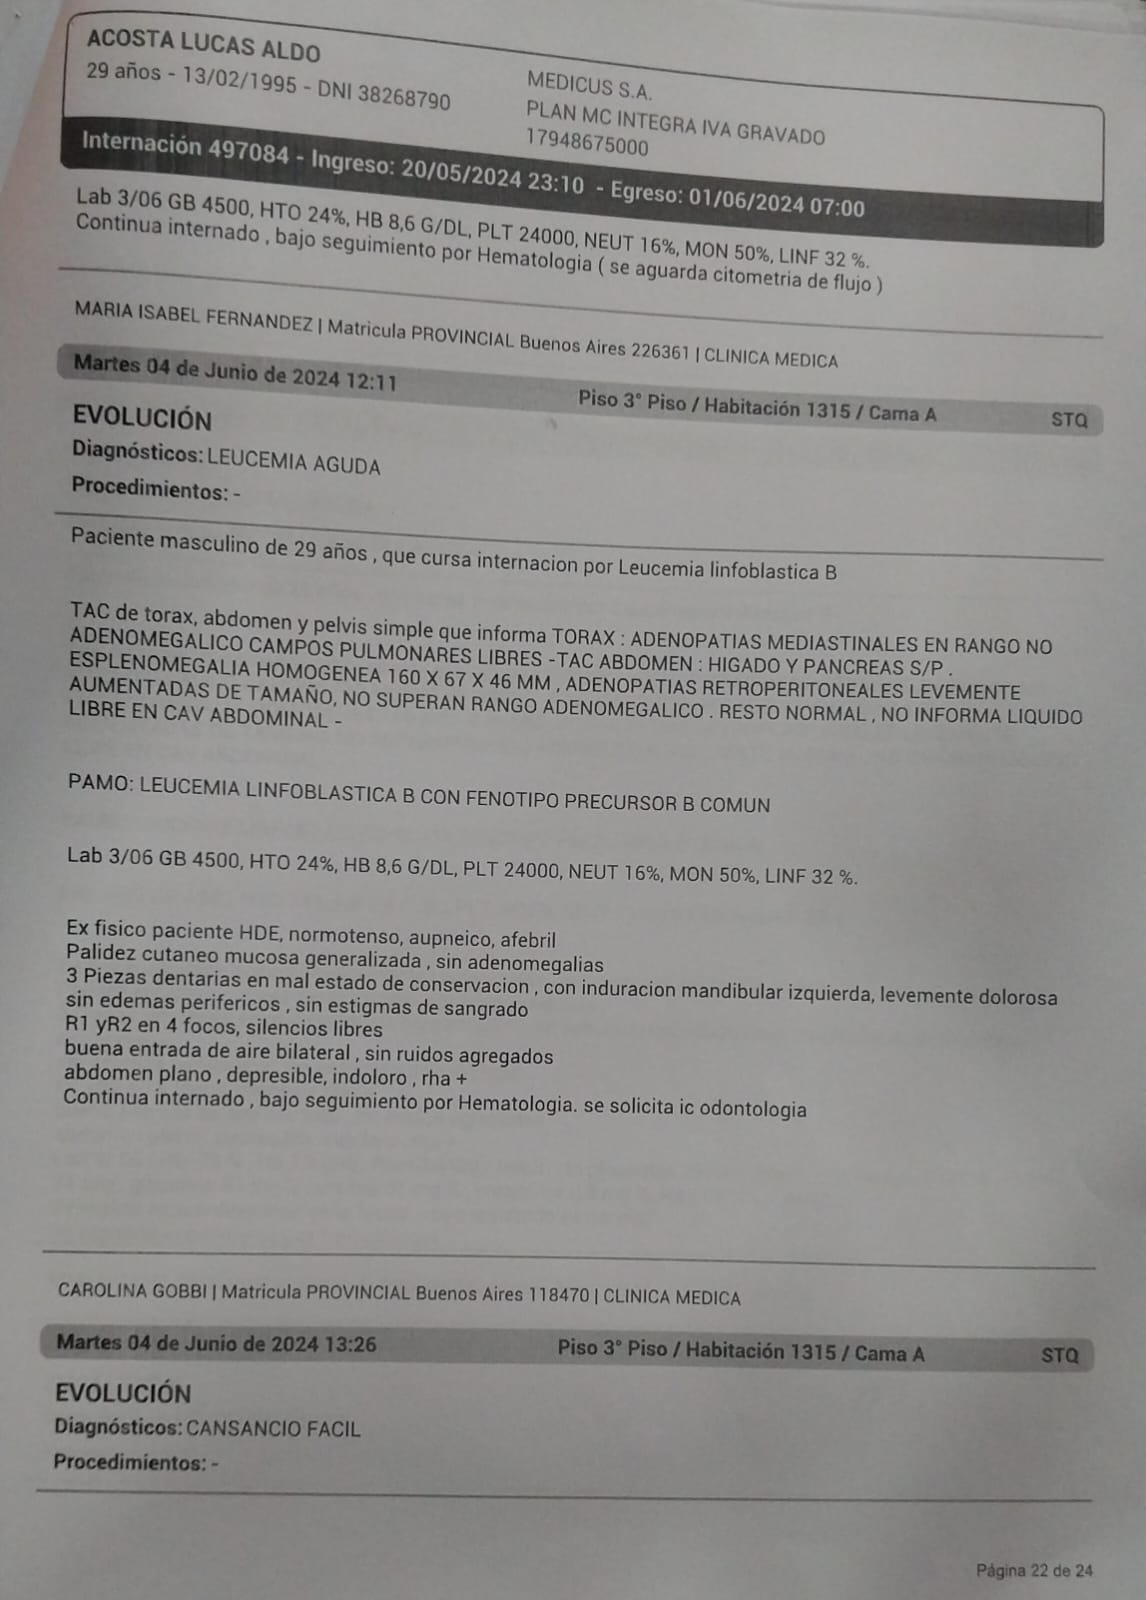 ACOSTA LUCAS ALDO
29 años - 13/02/1995 - DNI 38268790
MEDICUS S.A.
PLAN MC INTEGRA IVA GRAVADO
17948675000
Internación 497084 - Ingreso: 20/05/2024 23:10 - Egreso: 01/06/2024 07:00
Lab 3/06 GB 4500, HTO 24%, HB 8,6 G/DL, PLT 24000, NEUT 16%, MON 50%, LINF 32 %.
Continua internado , bajo seguimiento por Hematologia ( se aguarda citometria de flujo )
MARIA ISABEL FERNANDEZ | Matricula PROVINCIAL Buenos Aires 226361 | CLINICA MEDICA
Martes 04 de Junio de 2024 12:11 Piso 3° Piso / Habitación 1315 / Cama A STQ
EVOLUCIÓN
Diagnósticos: LEUCEMIA AGUDA
Procedimientos: -
Paciente masculino de 29 años , que cursa internacion por Leucemia linfoblastica B
TAC de torax, abdomen y pelvis simple que informa TORAX : ADENOPATIAS MEDIASTINALES EN RANGO NO
ADENOMEGALICO CAMPOS PULMONARES LIBRES -TAC ABDOMEN : HIGADO Y PANCREAS S/P .
ESPLENOMEGALIA HOMOGENEA 160 X 67 X 46 MM , ADENOPATIAS RETROPERITONEALES LEVEMENTE
AUMENTADAS DE TAMAÑO, NO SUPERAN RANGO ADENOMEGALICO . RESTO NORMAL , NO INFORMA LIQUIDO
LIBRE EN CAV ABDOMINAL -
PAMO: LEUCEMIA LINFOBLASTICA B CON FENOTIPO PRECURSOR B COMUN
Lab 3/06 GB 4500, HTO 24%, HB 8,6 G/DL, PLT 24000, NEUT 16%, MON 50%, LINF 32 %.
Ex fisico paciente HDE, normotenso, aupneico, afebril
Palidez cutaneo mucosa generalizada , sin adenomegalias
3 Piezas dentarias en mal estado de conservacion , con induracion mandibular izquierda, levemente dolorosa
sin edemas perifericos , sin estigmas de sangrado
R1 yR2 en 4 focos, silencios libres
buena entrada de aire bilateral , sin ruidos agregados
abdomen plano , depresible, indoloro , rha +
Continua internado , bajo seguimiento por Hematologia. se solicita ic odontologia
CAROLINA GOBBI | Matricula PROVINCIAL Buenos Aires 118470 | CLINICA MEDICA
Martes 04 de Junio de 2024 13:26 Piso 3° Piso / Habitación 1315 / Cama A STQ
EVOLUCIÓN
Diagnósticos: CANSANCIO FACIL
Procedimientos: -
Página 22 de 24